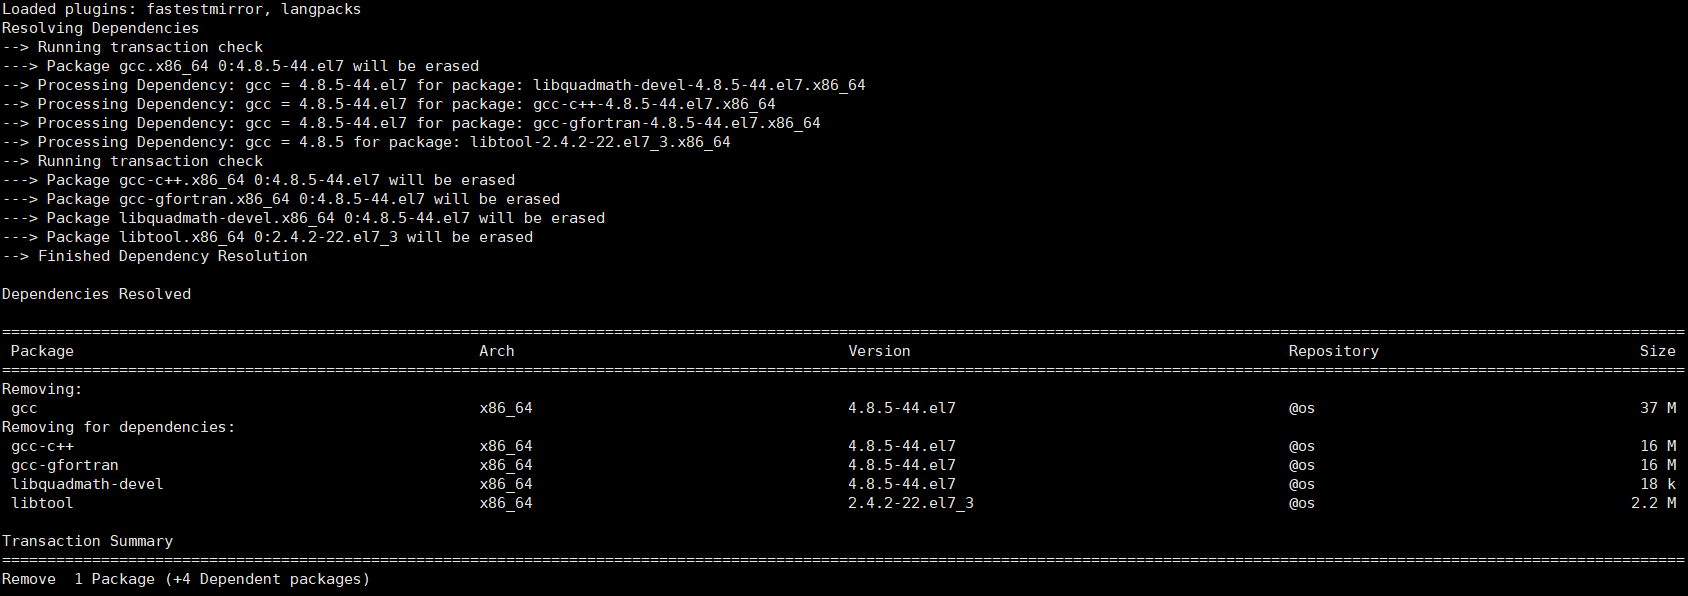 Loaded plugins: fastestmirror, langpacks
Resolving Dependencies
--> Running transaction check
---> Package gcc.x86_64 0:4.8.5-44.el7 will be erased
--> Processing Dependency: gcc = 4.8.5-44.el7 for package: libquadmath-devel-4.8.5-44.el7.x86_64
--> Processing Dependency: gcc = 4.8.5-44.el7 for package: gcc-c++-4.8.5-44.el7.x86_64
--> Processing Dependency: gcc = 4.8.5-44.el7 for package: gcc-gfortran-4.8.5-44.el7.x86_64
--> Processing Dependency: gcc = 4.8.5 for package: libtool-2.4.2-22.el7_3.x86_64
--> Running transaction check
---> Package gcc-c++.x86_64 0:4.8.5-44.el7 will be erased
---> Package gcc-gfortran.x86_64 0:4.8.5-44.el7 will be erased
---> Package libquadmath-devel.x86_64 0:4.8.5-44.el7 will be erased
---> Package libtool.x86_64 0:2.4.2-22.el7_3 will be erased
--> Finished Dependency Resolution
Dependencies Resolved
Package Arch Version Repository Size
Removing:
gcc x86_64 4.8.5-44.el7 @os 37 M
Removing for dependencies:
gcc-c++ x86_64 4.8.5-44.el7 @os 16 M
gcc-gfortran x86_64 4.8.5-44.el7 @os 16 M
libquadmath-devel x86_64 4.8.5-44.el7 @os 18 k
libtool x86_64 2.4.2-22.el7_3 @os 2.2 M
Transaction Summary
Remove 1 Package (+4 Dependent packages)